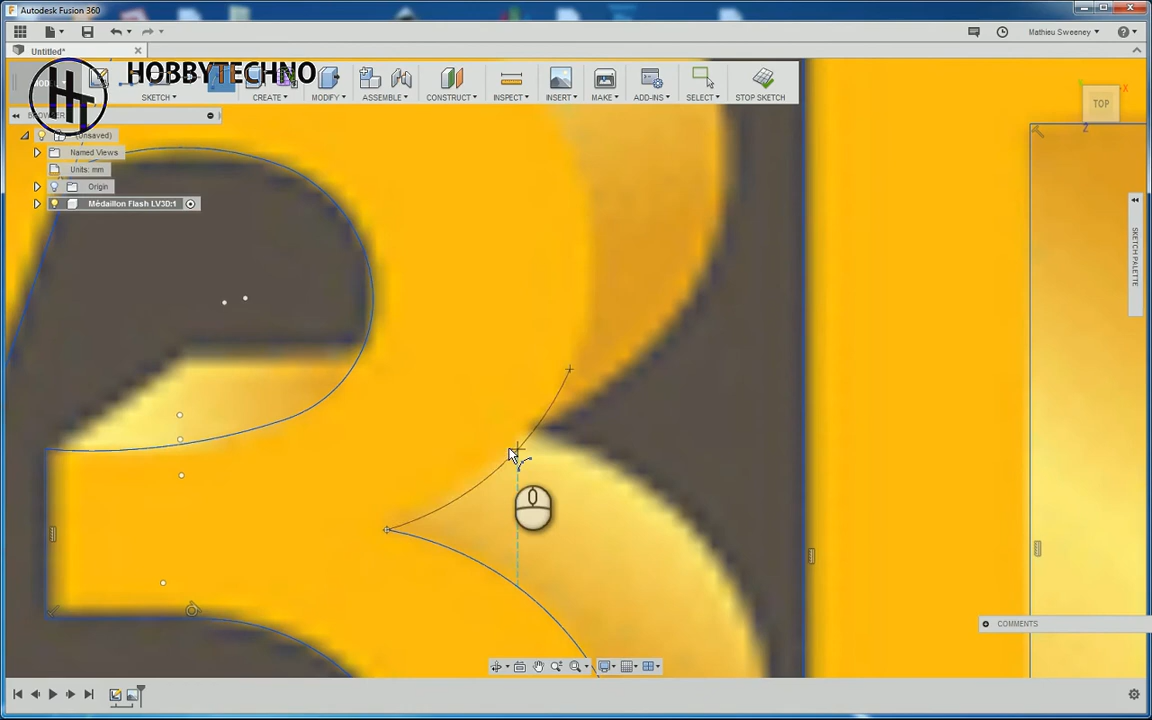 Autodesk Fusion 360
Mathieu Sweeney
Untitled*
HOBBYTECHNO
HT
SKETCH
CREATE
MODIFY
ASSEMBLE
CONSTRUCT
INSPECT
INSERT
MAKE
ADD-INS
SELECT
STOP SKETCH
TOP
X
Z
(Unsaved)
Named Views
Units: mm
Origin
Médaillon Flash LV3D:1
SKETCH PALETTE
COMMENTS